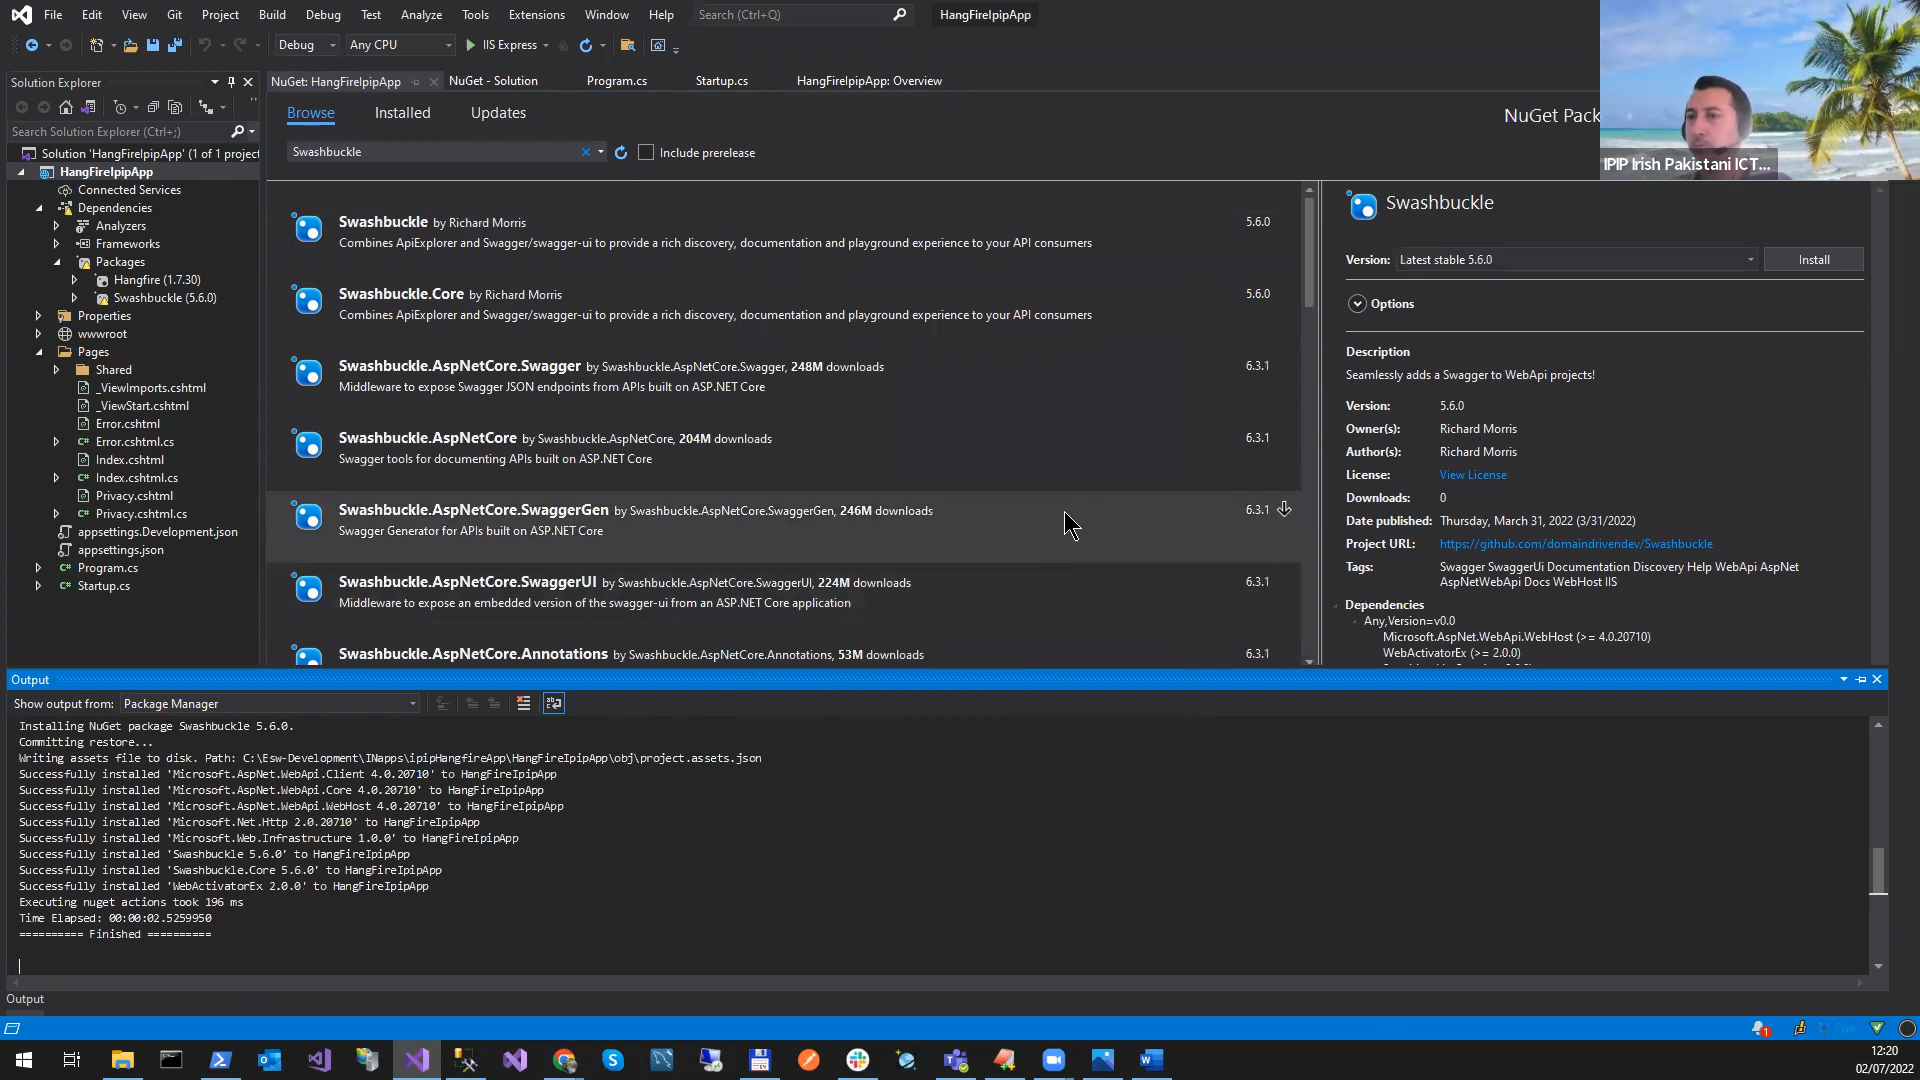 File Edit View Git Project Build Debug Test Analyze Tools Extensions Window Help Search (Ctrl+Q) HangFireIpipApp
Debug Any CPU IIS Express
Solution Explorer
Search Solution Explorer (Ctrl+;)
Solution 'HangFireIpipApp' (1 of 1 project
HangFireIpipApp
Connected Services
Dependencies
Analyzers
Frameworks
Packages
Hangfire (1.7.30)
Swashbuckle (5.6.0)
Properties
wwwroot
Pages
Shared
_ViewImports.cshtml
_ViewStart.cshtml
Error.cshtml
Error.cshtml.cs
Index.cshtml
Index.cshtml.cs
Privacy.cshtml
Privacy.cshtml.cs
appsettings.Development.json
appsettings.json
Program.cs
Startup.cs
NuGet: HangFireIpipApp NuGet - Solution Program.cs Startup.cs HangFireIpipApp: Overview
Browse Installed Updates
NuGet Pack
Swashbuckle Include prerelease
IPIP Irish Pakistani ICT...
Swashbuckle by Richard Morris 5.6.0
Combines ApiExplorer and Swagger/swagger-ui to provide a rich discovery, documentation and playground experience to your API consumers
Swashbuckle.Core by Richard Morris 5.6.0
Combines ApiExplorer and Swagger/swagger-ui to provide a rich discovery, documentation and playground experience to your API consumers
Swashbuckle.AspNetCore.Swagger by Swashbuckle.AspNetCore.Swagger, 248M downloads 6.3.1
Middleware to expose Swagger JSON endpoints from APIs built on ASP.NET Core
Swashbuckle.AspNetCore by Swashbuckle.AspNetCore, 204M downloads 6.3.1
Swagger tools for documenting APIs built on ASP.NET Core
Swashbuckle.AspNetCore.SwaggerGen by Swashbuckle.AspNetCore.SwaggerGen, 246M downloads 6.3.1
Swagger Generator for APIs built on ASP.NET Core
Swashbuckle.AspNetCore.SwaggerUI by Swashbuckle.AspNetCore.SwaggerUI, 224M downloads 6.3.1
Middleware to expose an embedded version of the swagger-ui from an ASP.NET Core application
Swashbuckle.AspNetCore.Annotations by Swashbuckle.AspNetCore.Annotations, 53M downloads 6.3.1
Swashbuckle
Version: Latest stable 5.6.0 Install
Options
Description
Seamlessly adds a Swagger to WebApi projects!
Version: 5.6.0
Owner(s): Richard Morris
Author(s): Richard Morris
License: View License
Downloads: 0
Date published: Thursday, March 31, 2022 (3/31/2022)
Project URL: https://github.com/domaindrivendev/Swashbuckle
Tags: Swagger SwaggerUi Documentation Discovery Help WebApi AspNet
AspNetWebApi Docs WebHost IIS
Dependencies
Any,Version=v0.0
Microsoft.AspNet.WebApi.WebHost (>= 4.0.20710)
WebActivatorEx (>= 2.0.0)
Output
Show output from: Package Manager
Installing NuGet package Swashbuckle 5.6.0.
Committing restore...
Writing assets file to disk. Path: C:\Esw-Development\INapps\ipipHangfireApp\HangFireIpipApp\obj\project.assets.json
Successfully installed 'Microsoft.AspNet.WebApi.Client 4.0.20710' to HangFireIpipApp
Successfully installed 'Microsoft.AspNet.WebApi.Core 4.0.20710' to HangFireIpipApp
Successfully installed 'Microsoft.AspNet.WebApi.WebHost 4.0.20710' to HangFireIpipApp
Successfully installed 'Microsoft.Net.Http 2.0.20710' to HangFireIpipApp
Successfully installed 'Microsoft.Web.Infrastructure 1.0.0' to HangFireIpipApp
Successfully installed 'Swashbuckle 5.6.0' to HangFireIpipApp
Successfully installed 'Swashbuckle.Core 5.6.0' to HangFireIpipApp
Successfully installed 'WebActivatorEx 2.0.0' to HangFireIpipApp
Executing nuget actions took 196 ms
Time Elapsed: 00:00:02.5259950
========== Finished ==========
Output
12:20
02/07/2022